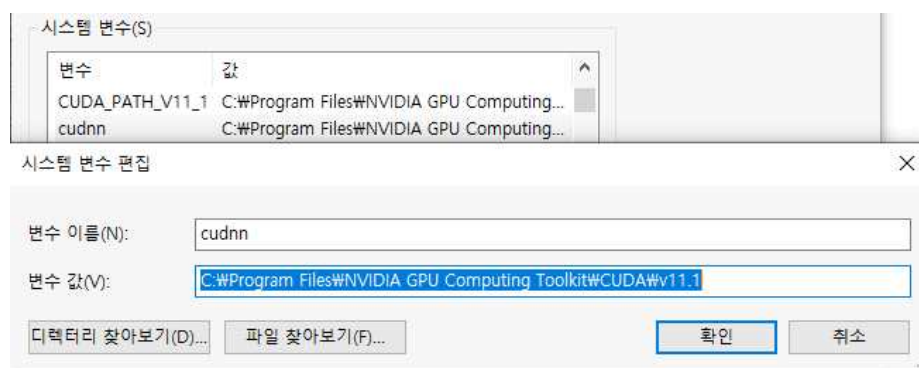 시스템 변수(S)
변수 값
CUDA_PATH_V11_1 C:₩Program Files₩NVIDIA GPU Computing...
cudnn C:₩Program Files₩NVIDIA GPU Computing...
시스템 변수 편집
변수 이름(N): cudnn
변수 값(V): C:₩Program Files₩NVIDIA GPU Computing Toolkit₩CUDA₩v11.1
디렉터리 찾아보기(D)... 파일 찾아보기(F)... 확인 취소